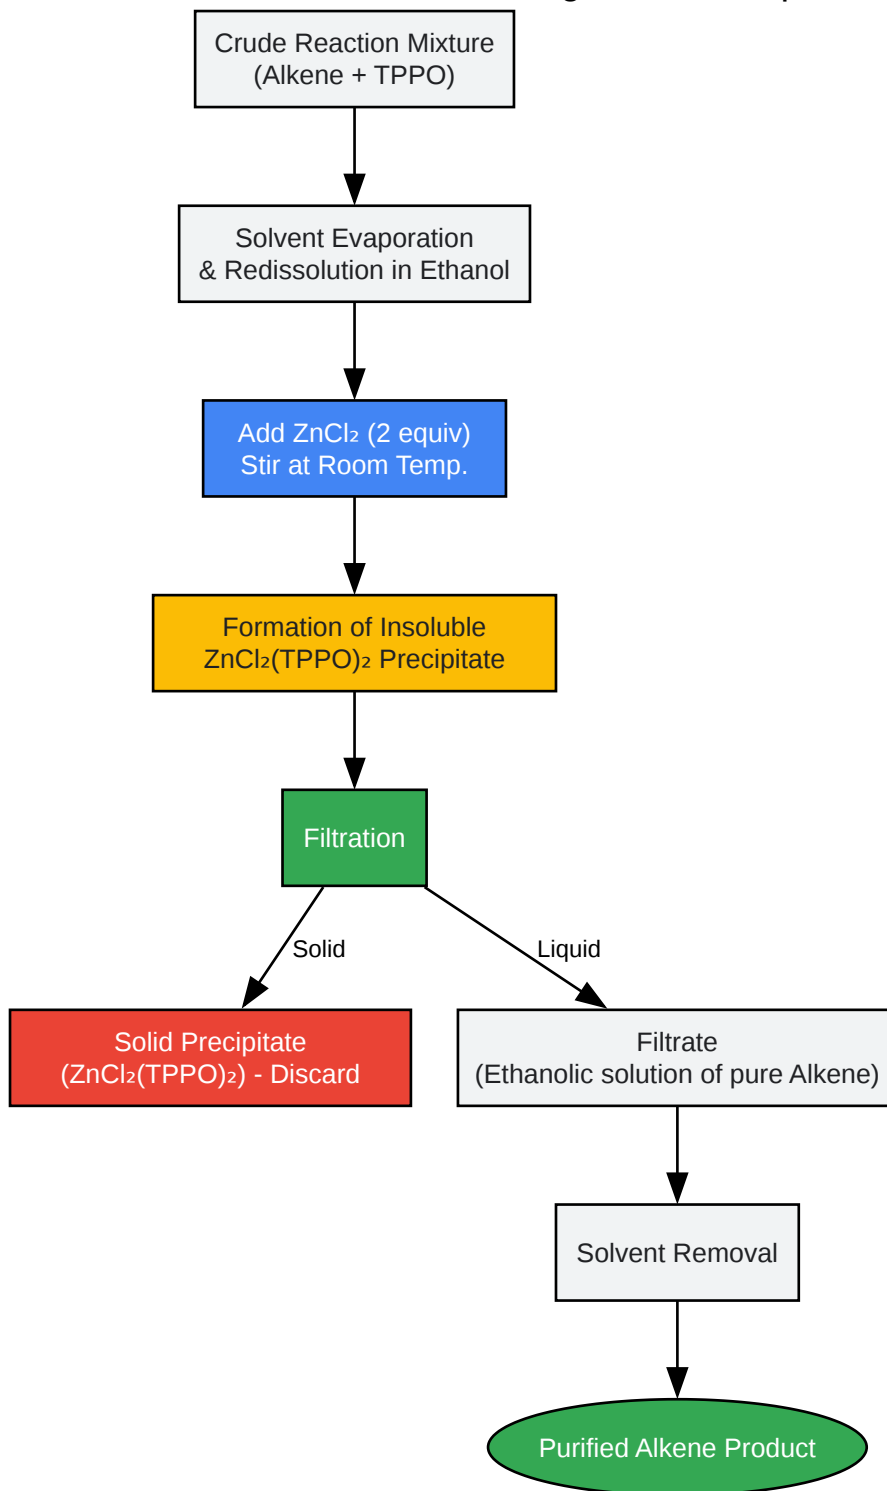 Crude Reaction Mixture
(Alkene + TPPO)
Solvent Evaporation
& Redissolution in Ethanol
Add ZnCl₂ (2 equiv)
Stir at Room Temp.
Formation of Insoluble
ZnCl₂(TPPO)₂ Precipitate
Filtration
Solid
Liquid
Solid Precipitate
(ZnCl₂(TPPO)₂) - Discard
Filtrate
(Ethanolic solution of pure Alkene)
Solvent Removal
Purified Alkene Product